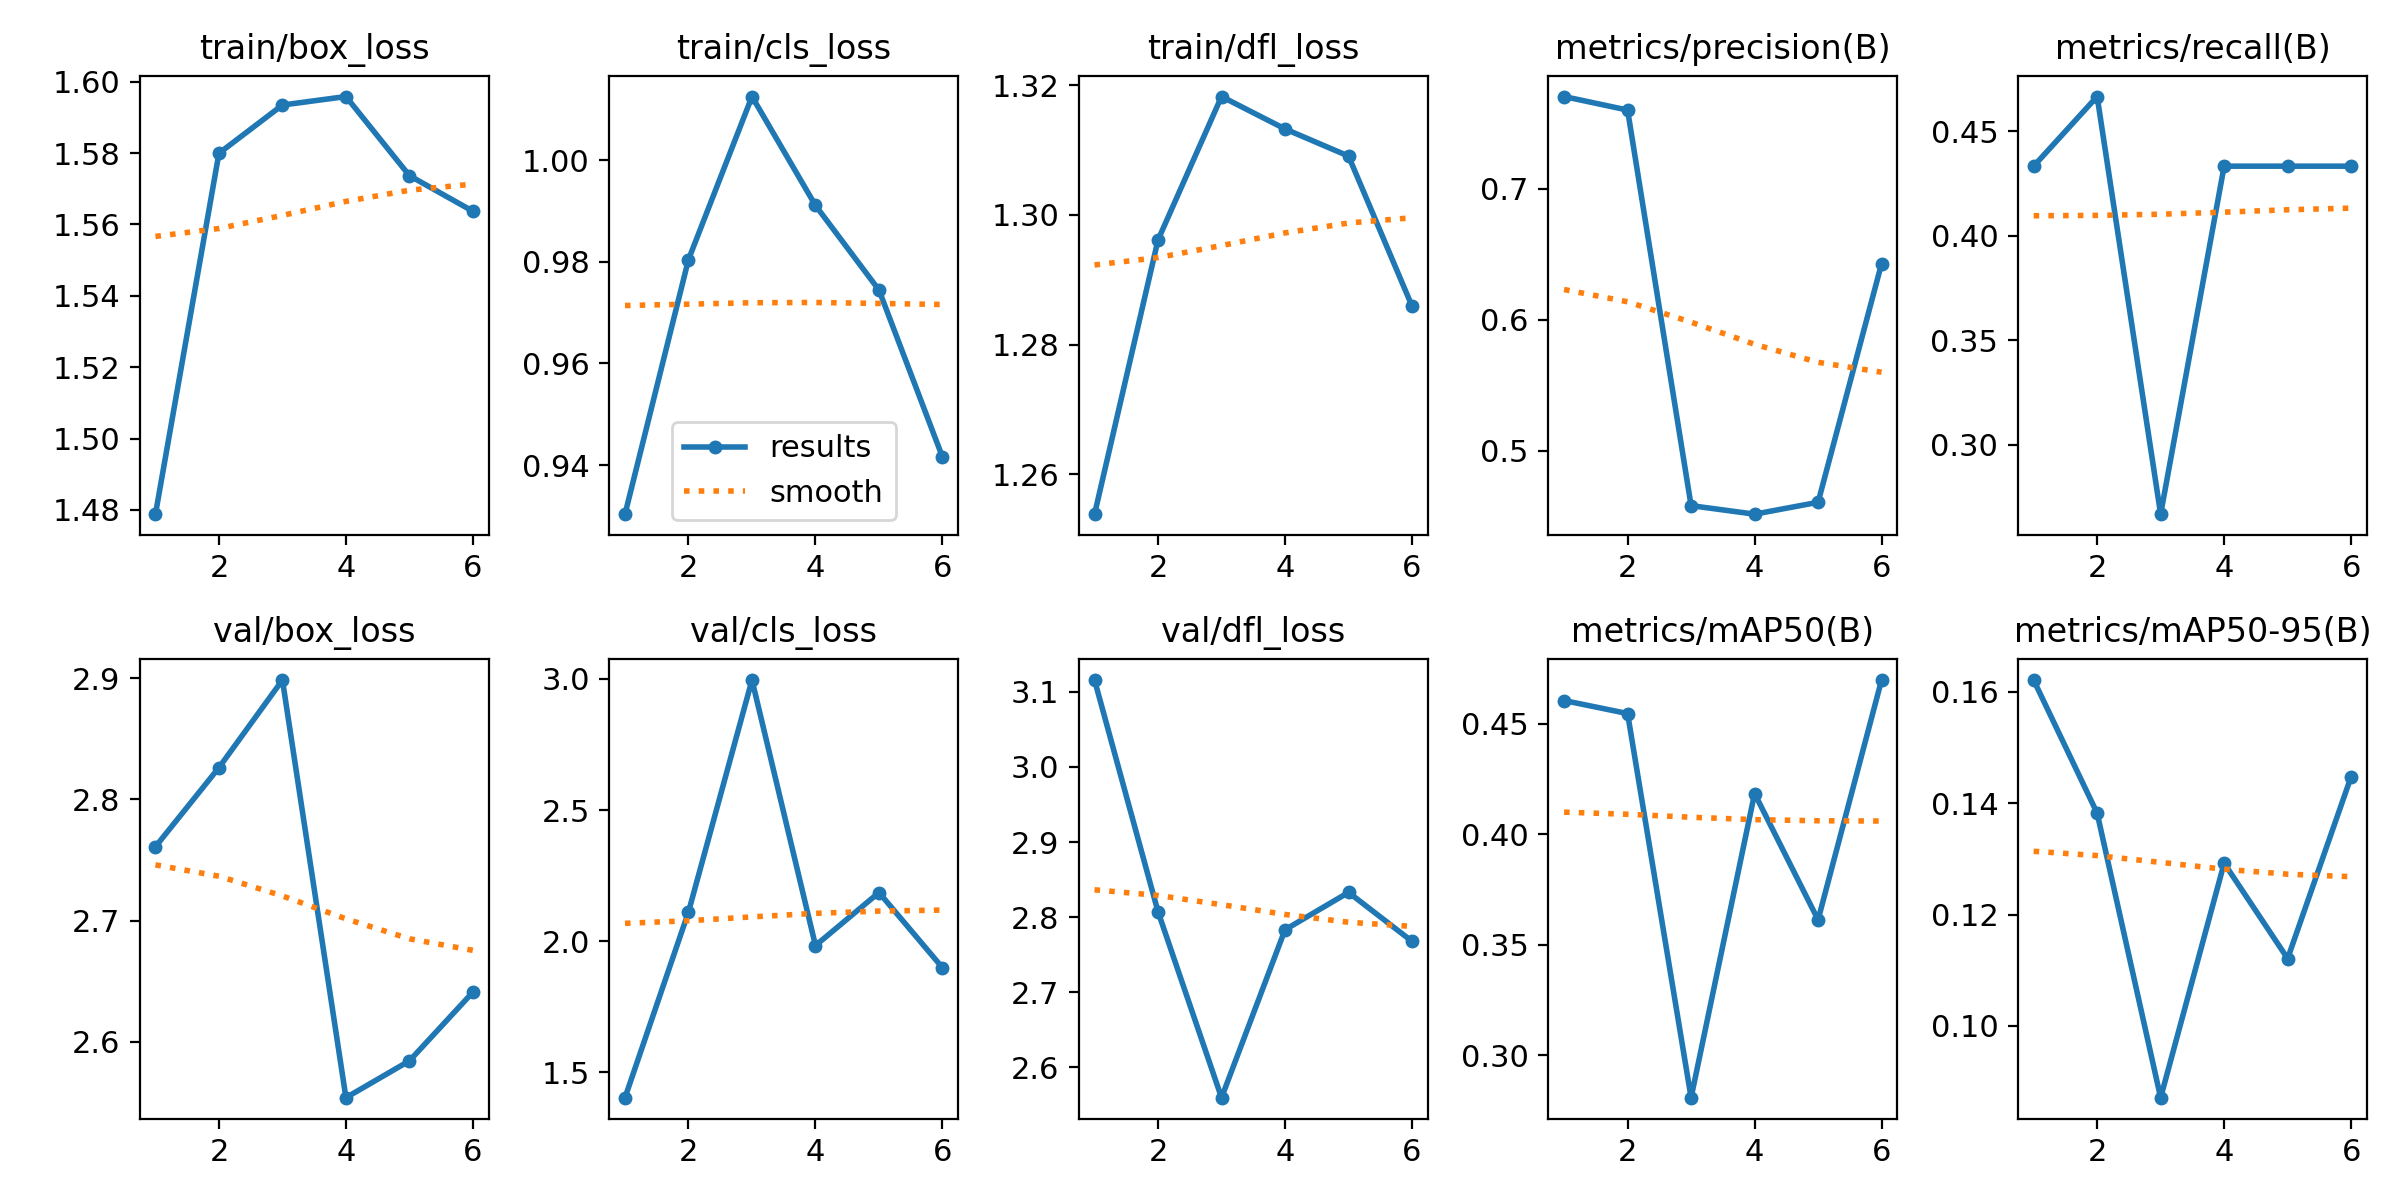 train/box_loss
train/cls_loss
train/dfl_loss
metrics/precision(B)
metrics/recall(B)
1.60
1.58
1.56
1.54
1.52
1.50
1.48
2 4 6
1.00
0.98
0.96
0.94
results
smooth
2 4 6
1.32
1.30
1.28
1.26
2 4 6
0.7
0.6
0.5
2 4 6
0.45
0.40
0.35
0.30
2 4 6
val/box_loss
val/cls_loss
val/dfl_loss
metrics/mAP50(B)
metrics/mAP50-95(B)
2.9
2.8
2.7
2.6
2 4 6
3.0
2.5
2.0
1.5
2 4 6
3.1
3.0
2.9
2.8
2.7
2.6
2 4 6
0.45
0.40
0.35
0.30
2 4 6
0.16
0.14
0.12
0.10
2 4 6